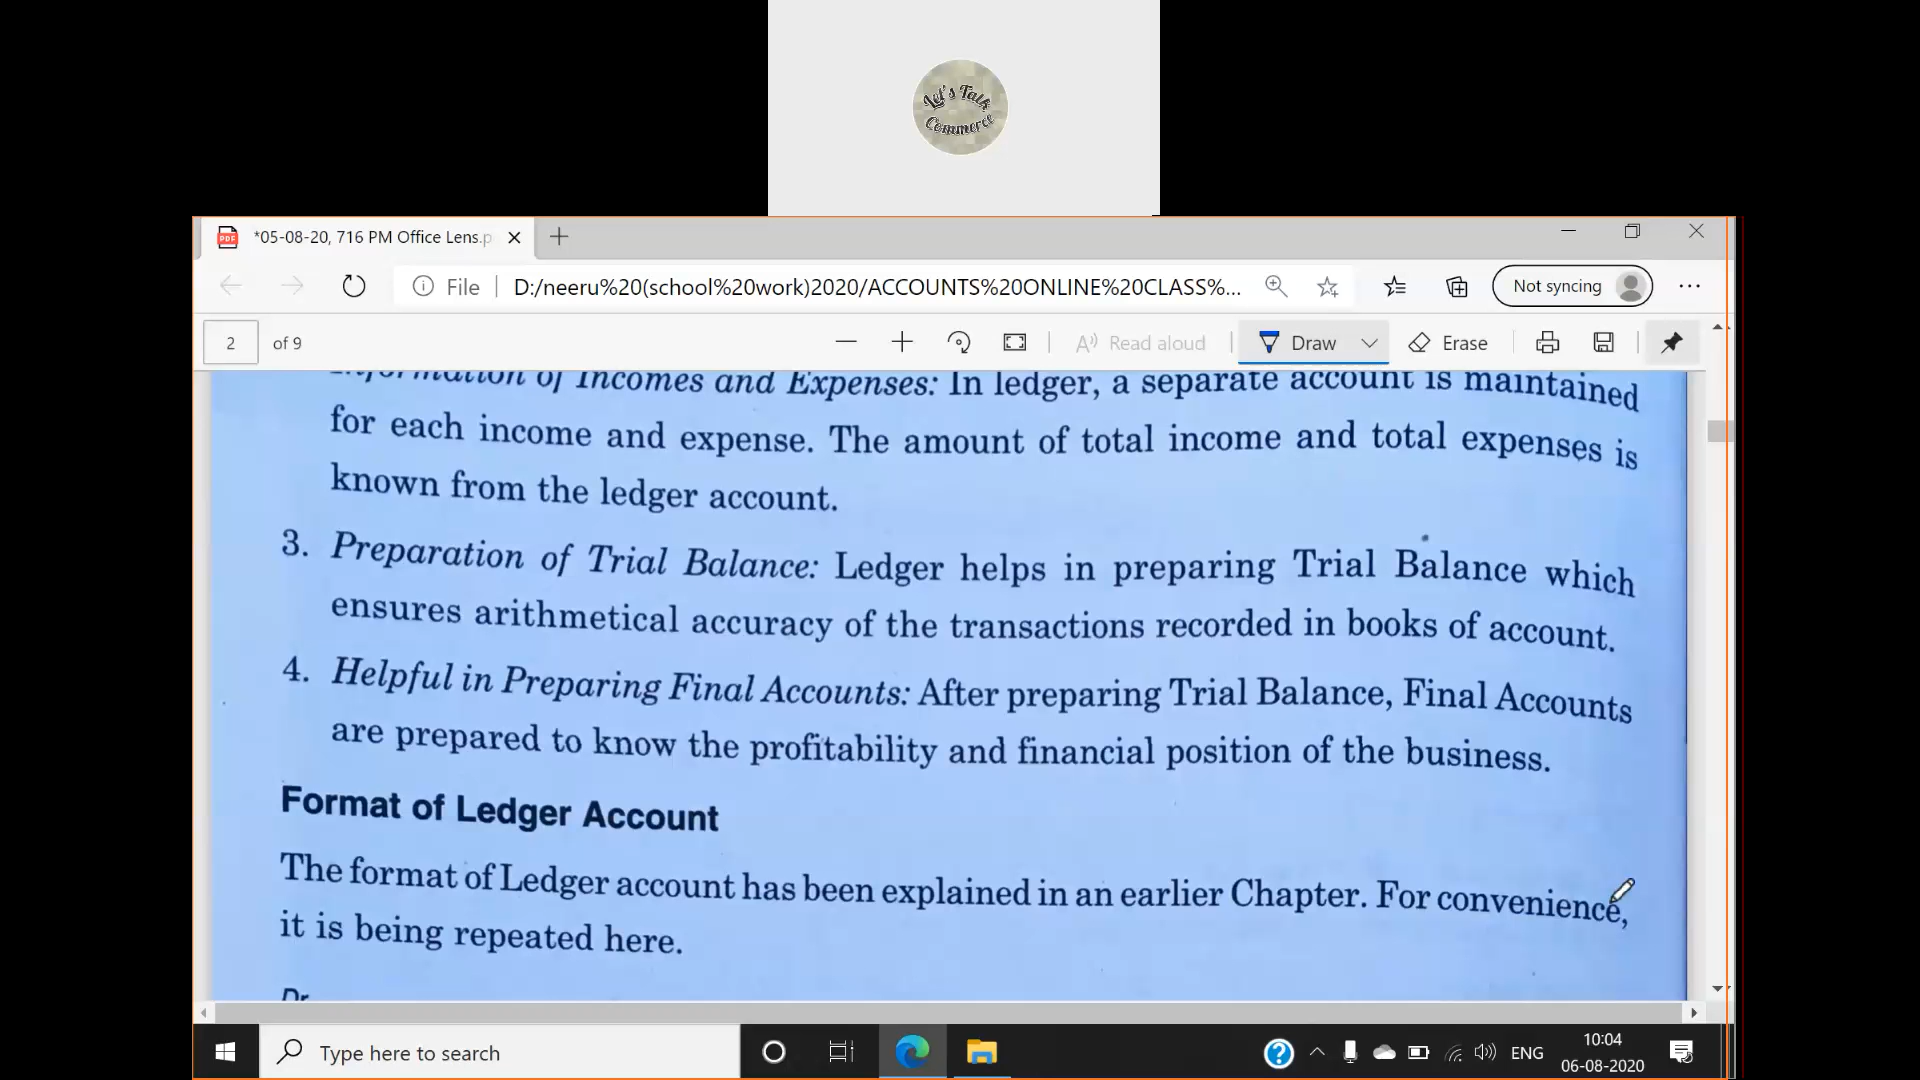 Let's Talk
Commerce
*05-08-20, 716 PM Office Lens.p
File
D:/neeru%20(school%20work)2020/ACCOUNTS%20ONLINE%20CLASS%...
Not syncing
2 of 9
Read aloud
Draw
Erase
Information of Incomes and Expenses: In ledger, a separate account is maintained
for each income and expense. The amount of total income and total expenses is
known from the ledger account.
3. Preparation of Trial Balance: Ledger helps in preparing Trial Balance which
ensures arithmetical accuracy of the transactions recorded in books of account.
4. Helpful in Preparing Final Accounts: After preparing Trial Balance, Final Accounts
are prepared to know the profitability and financial position of the business.
Format of Ledger Account
The format of Ledger account has been explained in an earlier Chapter. For convenience,
it is being repeated here.
Dr.
Type here to search
ENG
10:04
06-08-2020